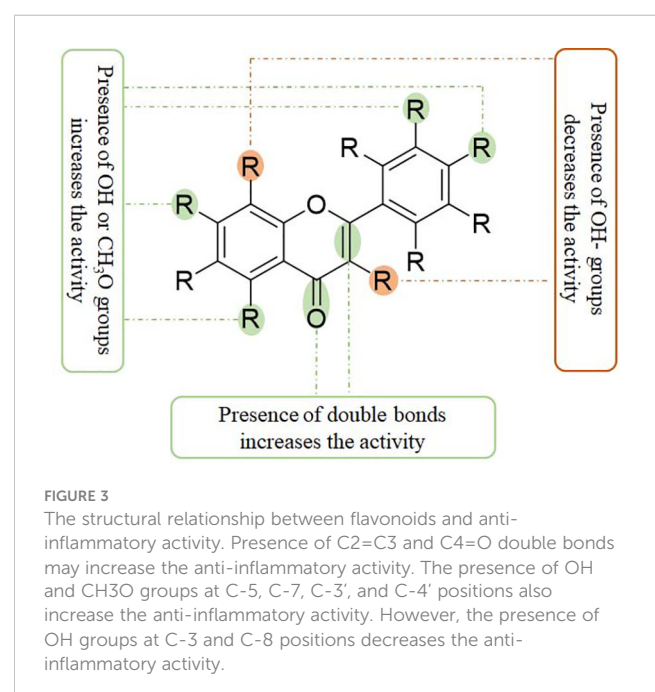 Presence of OH or CH₃O groups
increases the activity
Presence of OH- groups
decreases the activity
R
R
R
R
R
O
R
R
R
R
R
O
Presence of double bonds
increases the activity
FIGURE 3
The structural relationship between flavonoids and anti-
inflammatory activity. Presence of C2=C3 and C4=O double bonds
may increase the anti-inflammatory activity. The presence of OH
and CH3O groups at C-5, C-7, C-3’, and C-4’ positions also
increase the anti-inflammatory activity. However, the presence of
OH groups at C-3 and C-8 positions decreases the anti-
inflammatory activity.